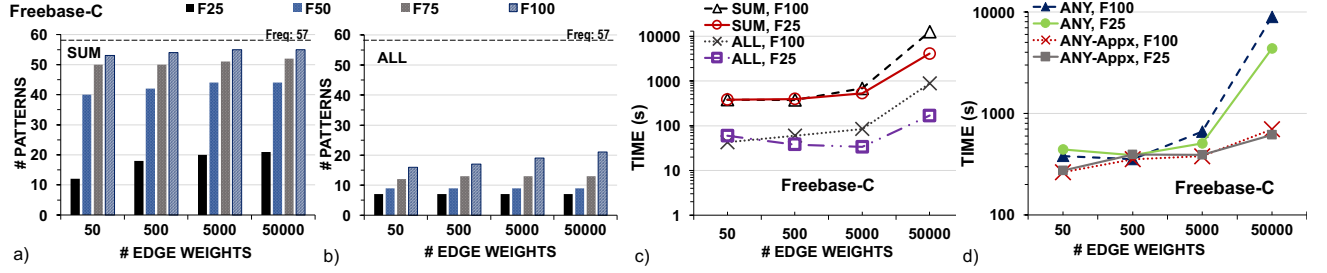 Freebase-C
F25 F50 F75 F100
# PATTERNS
60
50
40
30
20
10
0
SUM
Freq: 57
50 500 5000 50000
# EDGE WEIGHTS
a)
# PATTERNS
60
50
40
30
20
10
0
ALL
Freq: 57
50 500 5000 50000
# EDGE WEIGHTS
b)
TIME (s)
10000
1000
100
10
1
SUM, F100
SUM, F25
ALL, F100
ALL, F25
Freebase-C
50 500 5000 50000
# EDGE WEIGHTS
c)
TIME (s)
10000
1000
100
ANY, F100
ANY, F25
ANY-Appx, F100
ANY-Appx, F25
Freebase-C
50 500 5000 50000
# EDGE WEIGHTS
d)